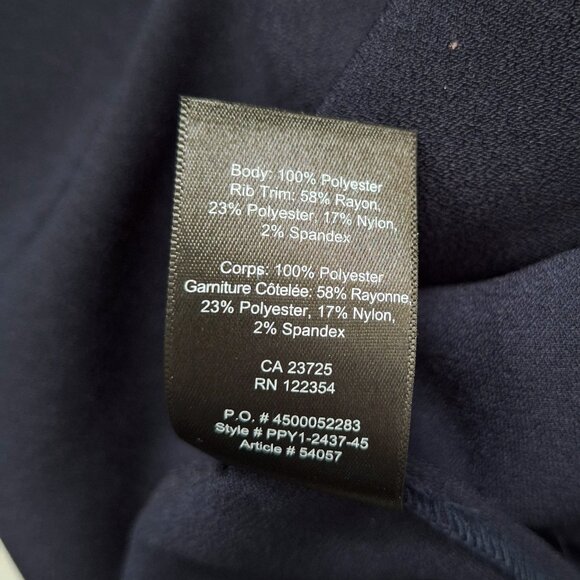 Body: 100% Polyester
Rib Trim: 58% Rayon,
23% Polyester, 17% Nylon,
2% Spandex
Corps: 100% Polyester
Garniture Côtelée: 58% Rayonne,
23% Polyester, 17% Nylon,
2% Spandex
CA 23725
RN 122354
P.O. # 4500052283
Style # PPY1-2437-45
Article # 54057